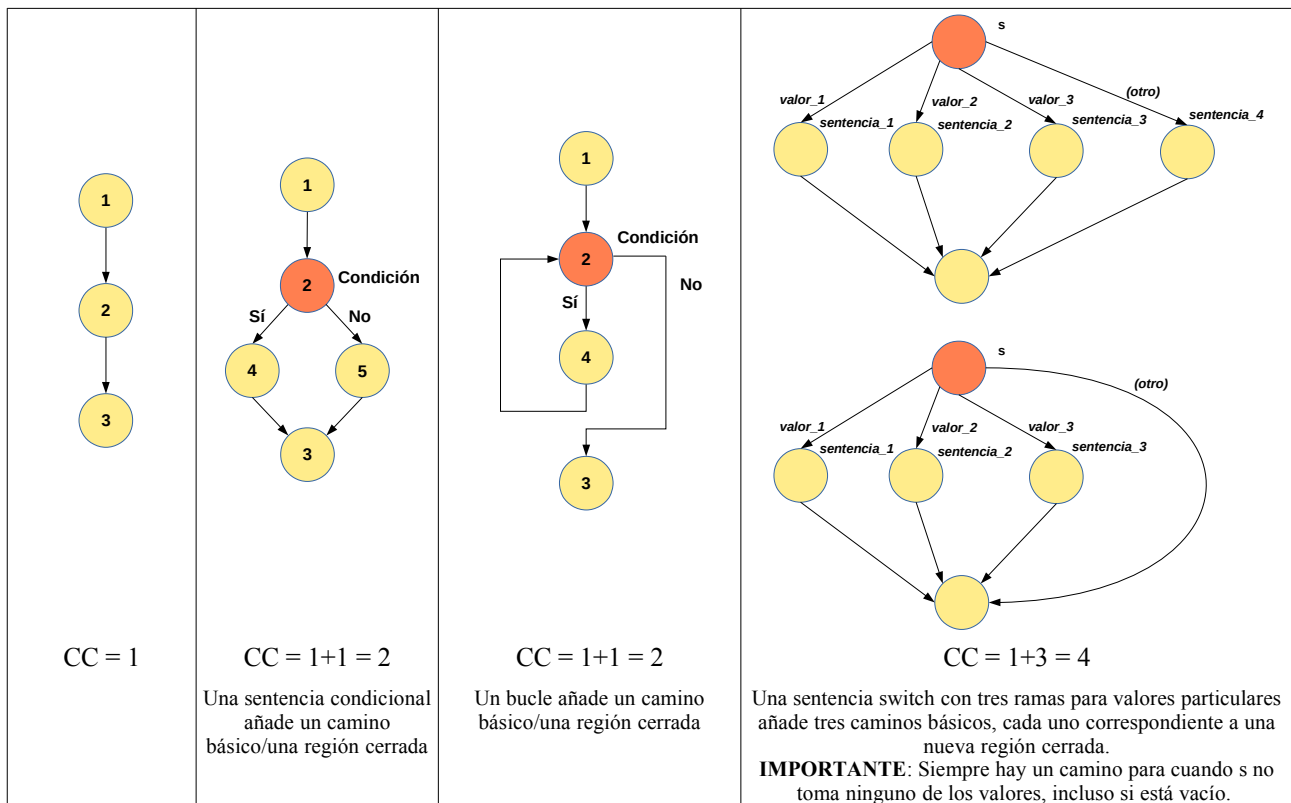 1
2
3
CC = 1
1
2
Condición
Sí
No
4
5
3
CC = 1+1 = 2
Una sentencia condicional
añade un camino
básico/una región cerrada
1
Condición
2
No
Sí
4
3
CC = 1+1 = 2
Un bucle añade un camino
básico/una región cerrada
s
valor_1
valor_2
valor_3
(otro)
sentencia_1
sentencia_2
sentencia_3
sentencia_4
s
(otro)
valor_1
valor_2
valor_3
sentencia_1
sentencia_2
sentencia_3
CC = 1+3 = 4
Una sentencia switch con tres ramas para valores particulares
añade tres caminos básicos, cada uno correspondiente a una
nueva región cerrada.
IMPORTANTE: Siempre hay un camino para cuando s no
toma ninguno de los valores, incluso si está vacío.